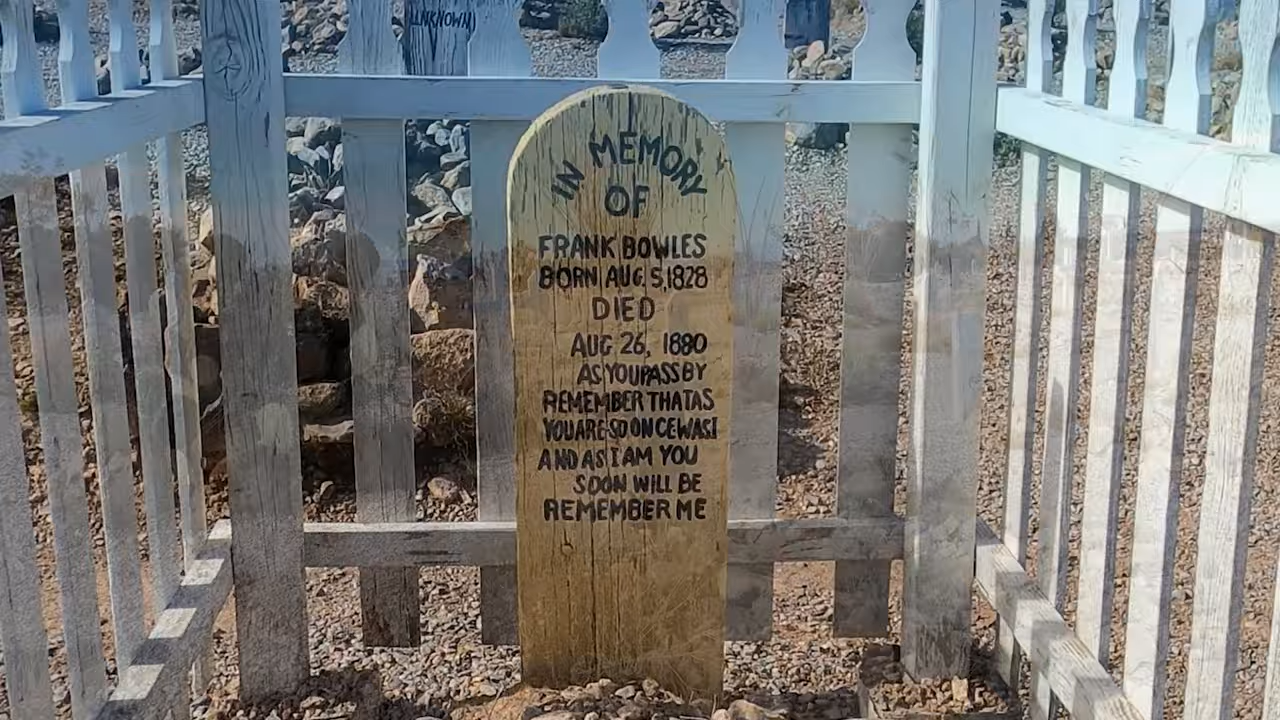 UNKNOWN
IN MEMORY
OF
FRANK BOWLES
BORN AUG. 5, 1828
DIED
AUG 26, 1880
AS YOU PASS BY
REMEMBER THAT AS
YOU ARE SO ONCE WAS I
AND AS I AM YOU
SOON WILL BE
REMEMBER ME